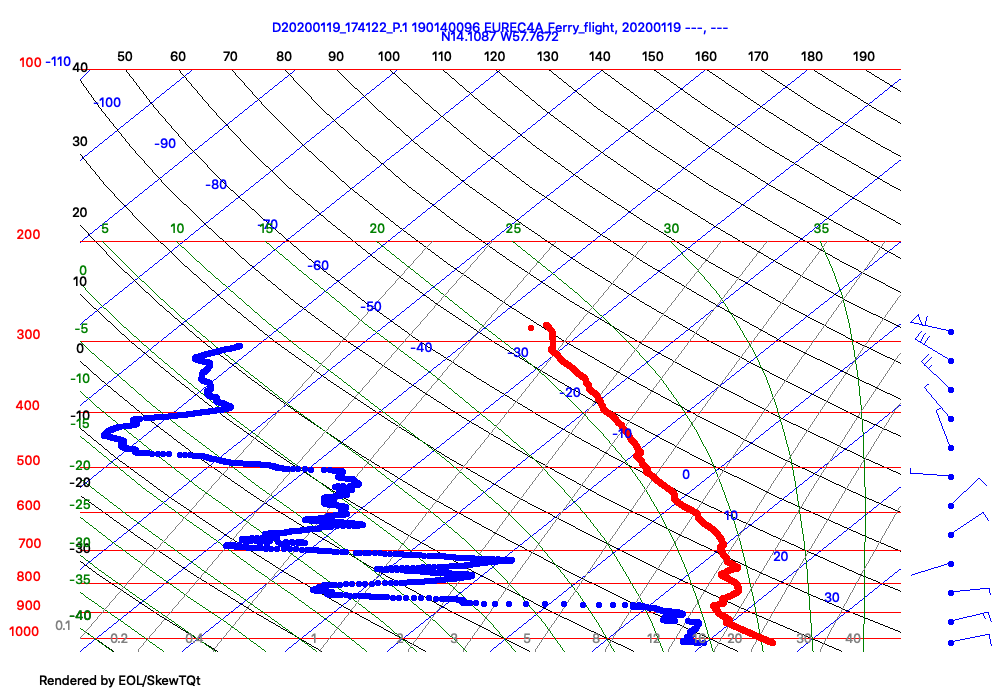 D20200119_174122_P.1 190140096 EUREC4A Ferry_flight, 20200119 ---, ---
N14.1087 W57.7672
100 -110 40 50 60 70 80 90 100 110 120 130 140 150 160 170 180 190
-100
30 -90
-80
20
200 5 10 15 -70 20 25 30 35
0 -60
10
-50
-5
300
0 -40 -30
-10 -20
400
-10
-15 -10
500 -20 0
-20
600 -25 10
700 -30
-30 20
800 -35
900 -40 30
1000 0.1 0.2 0.4 1 2 3 5 8 12 16 20 30 40
Rendered by EOL/SkewTQt